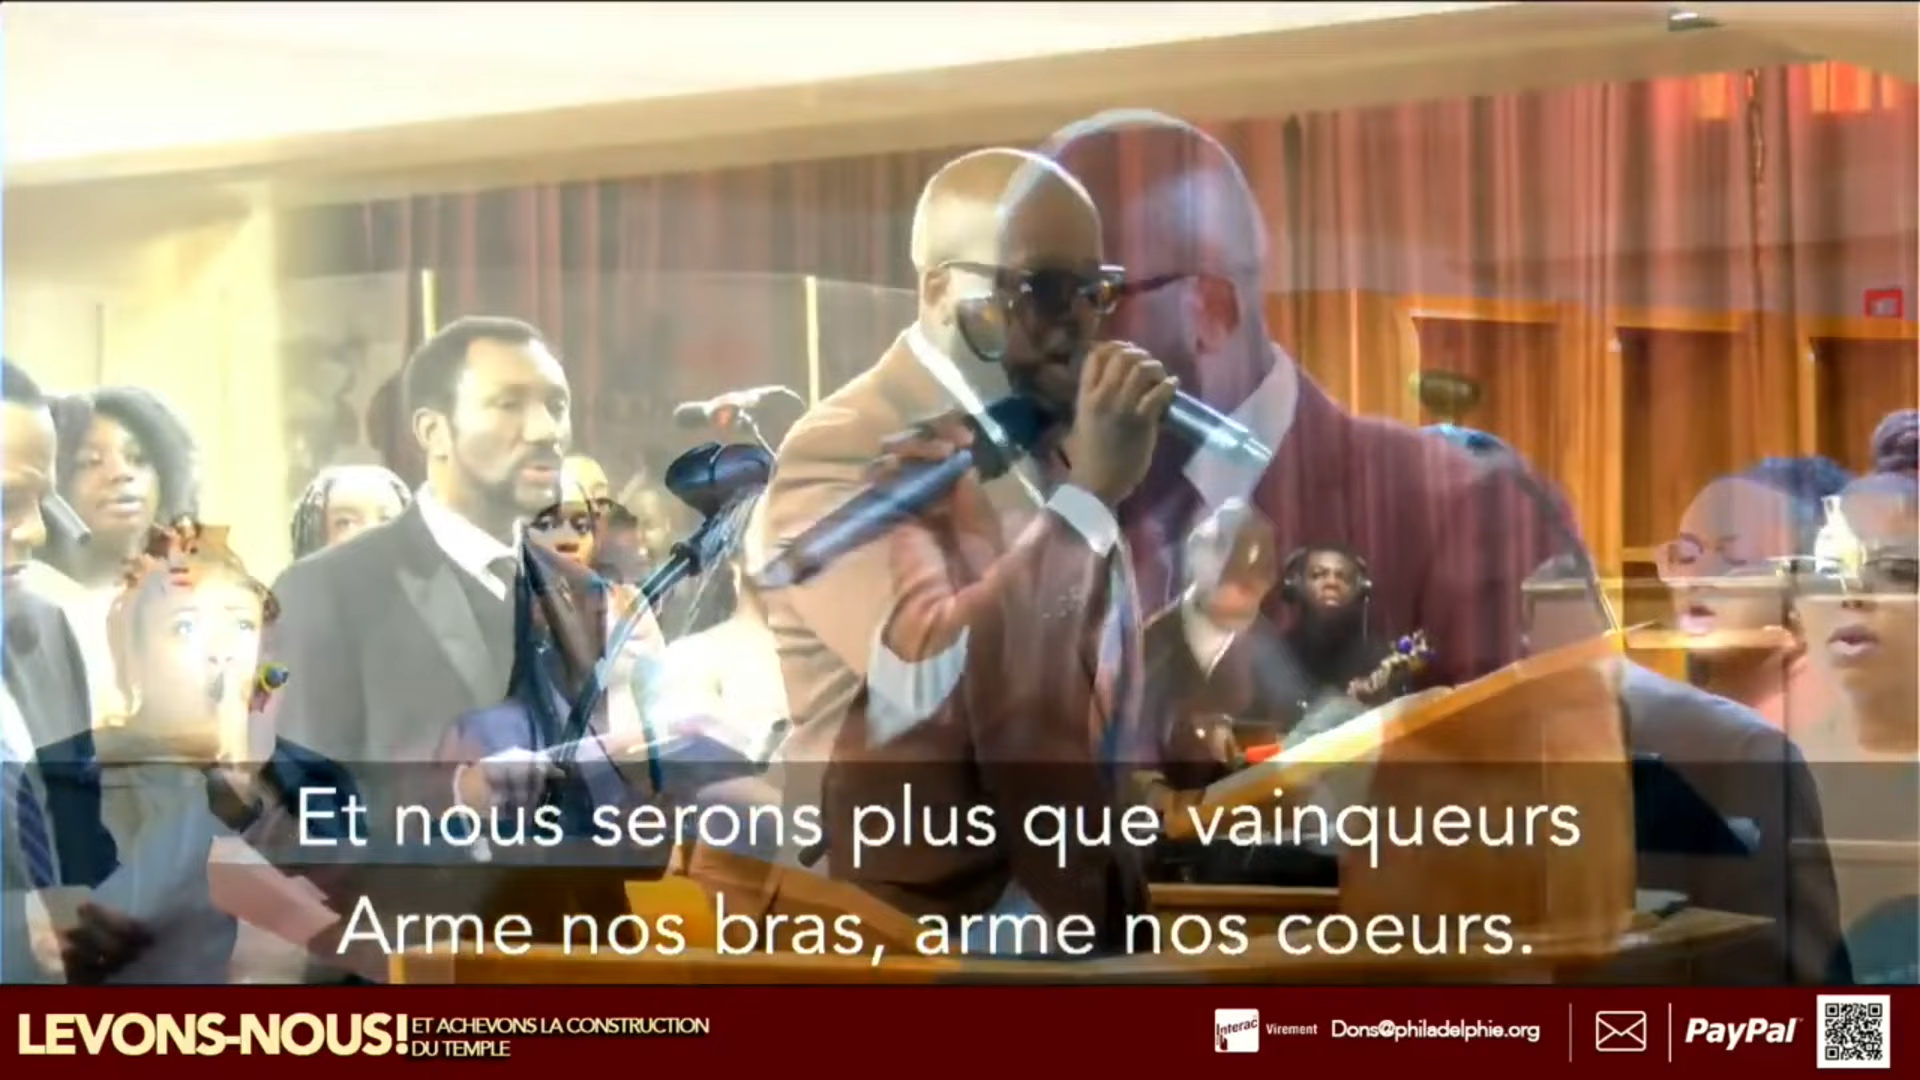 Et nous serons plus que vainqueurs
Arme nos bras, arme nos coeurs.
LEVONS-NOUS! ET ACHEVONS LA CONSTRUCTION
DU TEMPLE
Interac Virement Dons@philadelphie.org PayPal